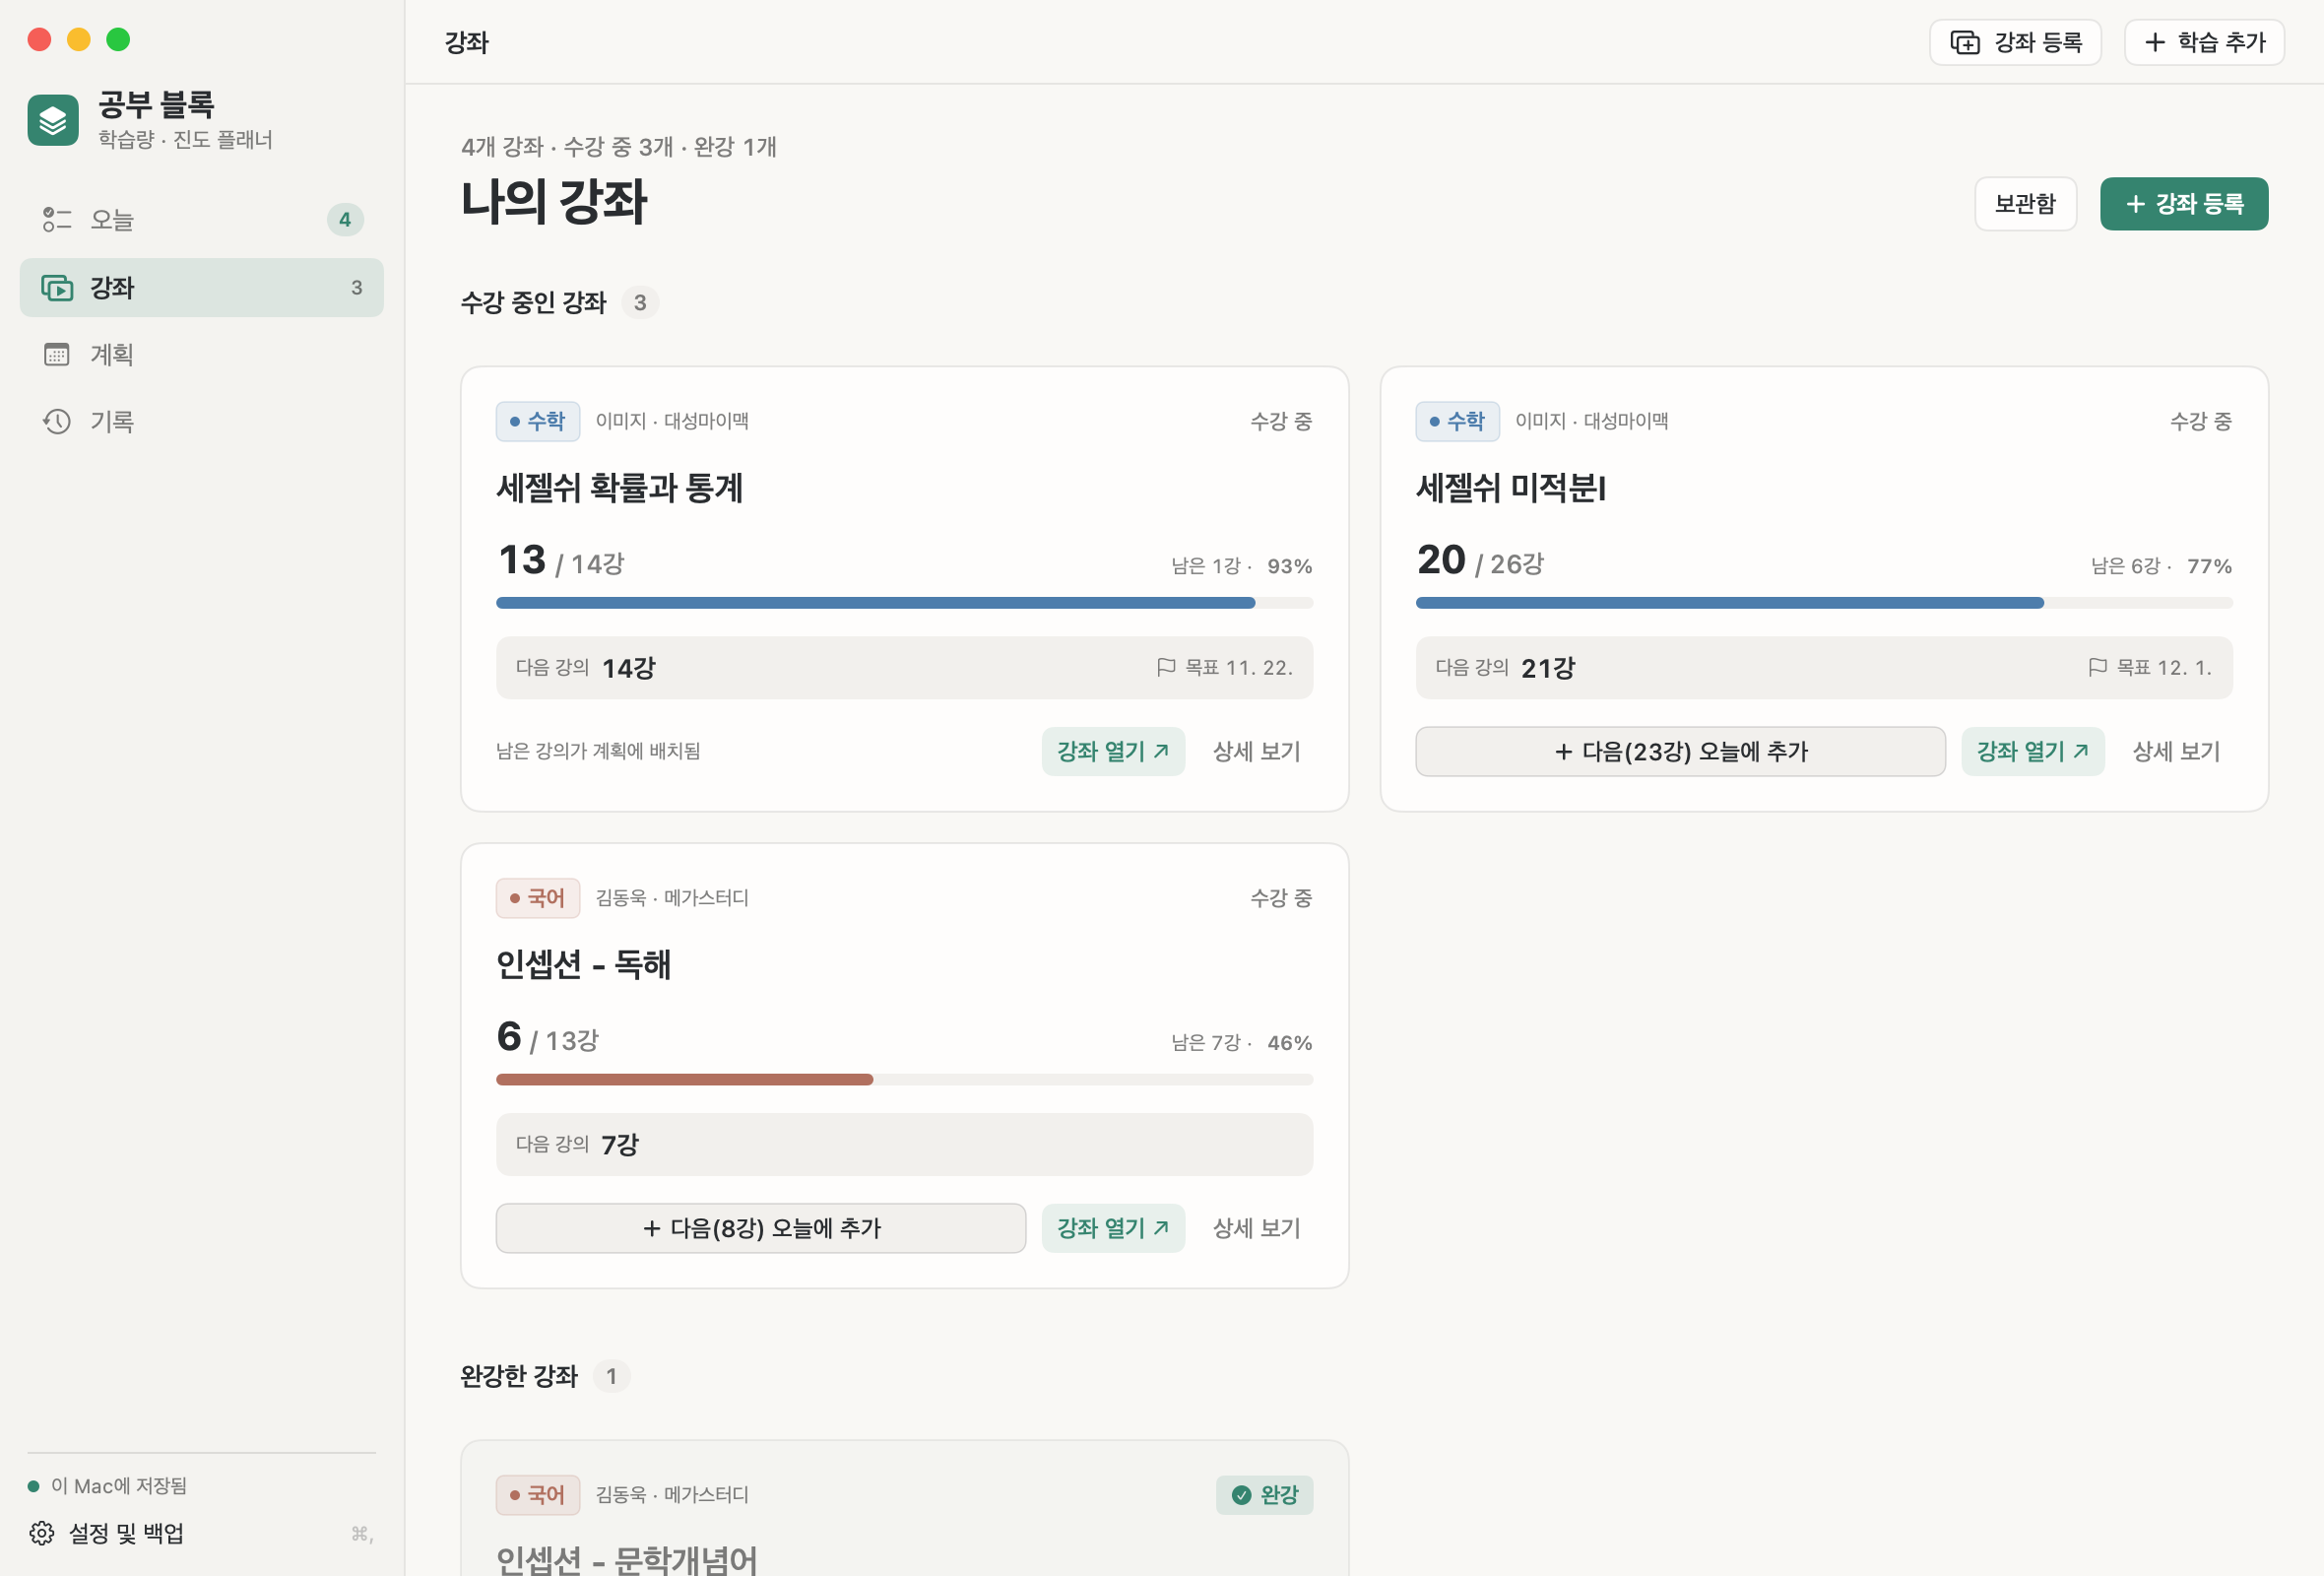 강좌
강좌 등록
+ 학습 추가
공부 블록
학습량 · 진도 플래너
오늘 4
강좌 3
계획
기록
4개 강좌 · 수강 중 3개 · 완강 1개
나의 강좌
보관함
+ 강좌 등록
수강 중인 강좌 3
수학 이미지 · 대성마이맥 수강 중
세젤쉬 확률과 통계
13 / 14강 남은 1강 · 93%
다음 강의 14강 목표 11. 22.
남은 강의가 계획에 배치됨 강좌 열기 ↗ 상세 보기
수학 이미지 · 대성마이맥 수강 중
세젤쉬 미적분I
20 / 26강 남은 6강 · 77%
다음 강의 21강 목표 12. 1.
+ 다음(23강) 오늘에 추가 강좌 열기 ↗ 상세 보기
국어 김동욱 · 메가스터디 수강 중
인셉션 - 독해
6 / 13강 남은 7강 · 46%
다음 강의 7강
+ 다음(8강) 오늘에 추가 강좌 열기 ↗ 상세 보기
완강한 강좌 1
국어 김동욱 · 메가스터디 완강
인셉션 - 문학개념어
이 Mac에 저장됨
설정 및 백업 ⌘,